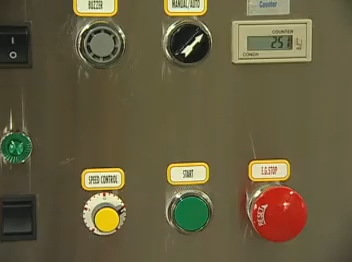 BUZZER
MANUAL/AUTO
Counter
COUNTER
251
SPEED CONTROL
START
E.G.STOP
RESET